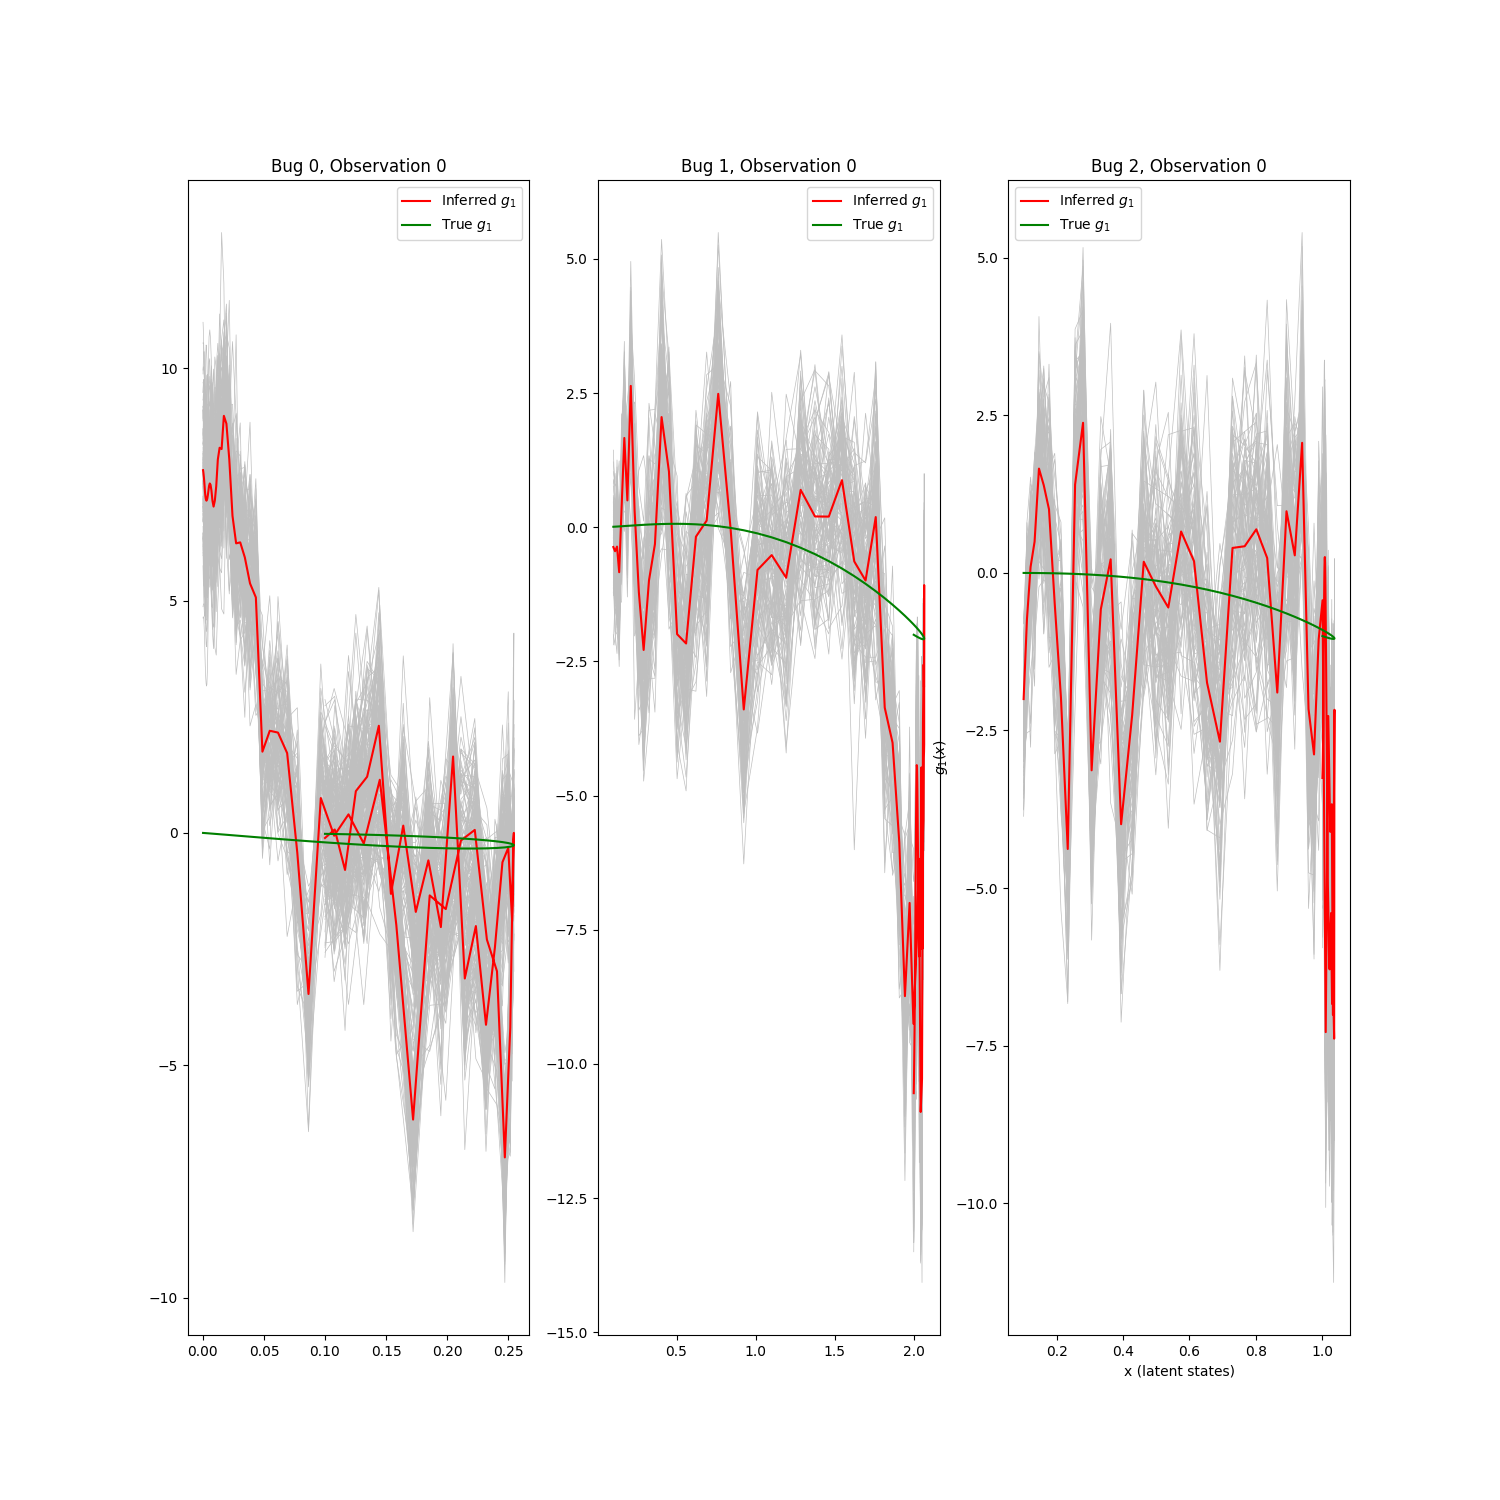 Bug 0, Observation 0
Inferred g₁
True g₁
10
5
0
−5
−10
0.00 0.05 0.10 0.15 0.20 0.25
Bug 1, Observation 0
Inferred g₁
True g₁
5.0
2.5
0.0
−2.5
−5.0
−7.5
−10.0
−12.5
−15.0
0.5 1.0 1.5 2.0
Bug 2, Observation 0
Inferred g₁
True g₁
g₁(x)
5.0
2.5
0.0
−2.5
−5.0
−7.5
−10.0
0.2 0.4 0.6 0.8 1.0
x (latent states)